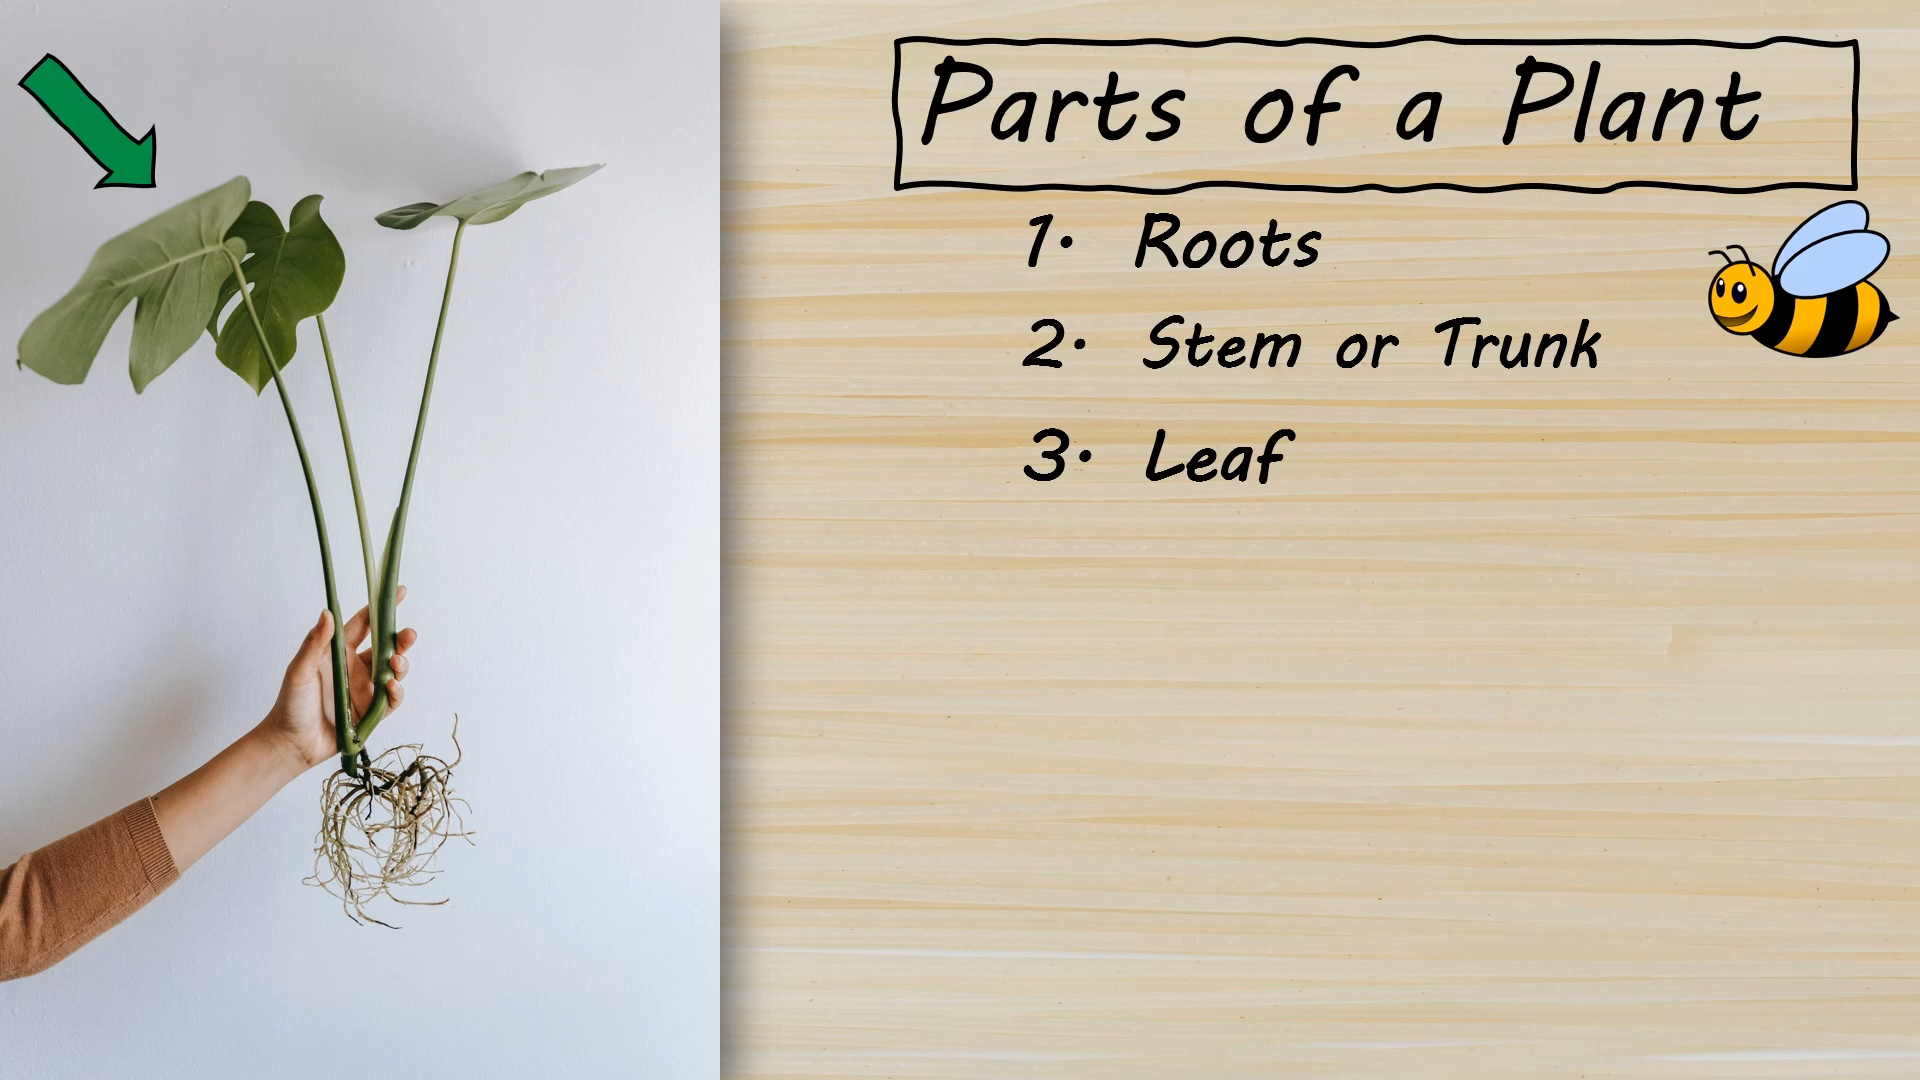 Parts of a Plant
1. Roots
2. Stem or Trunk
3. Leaf